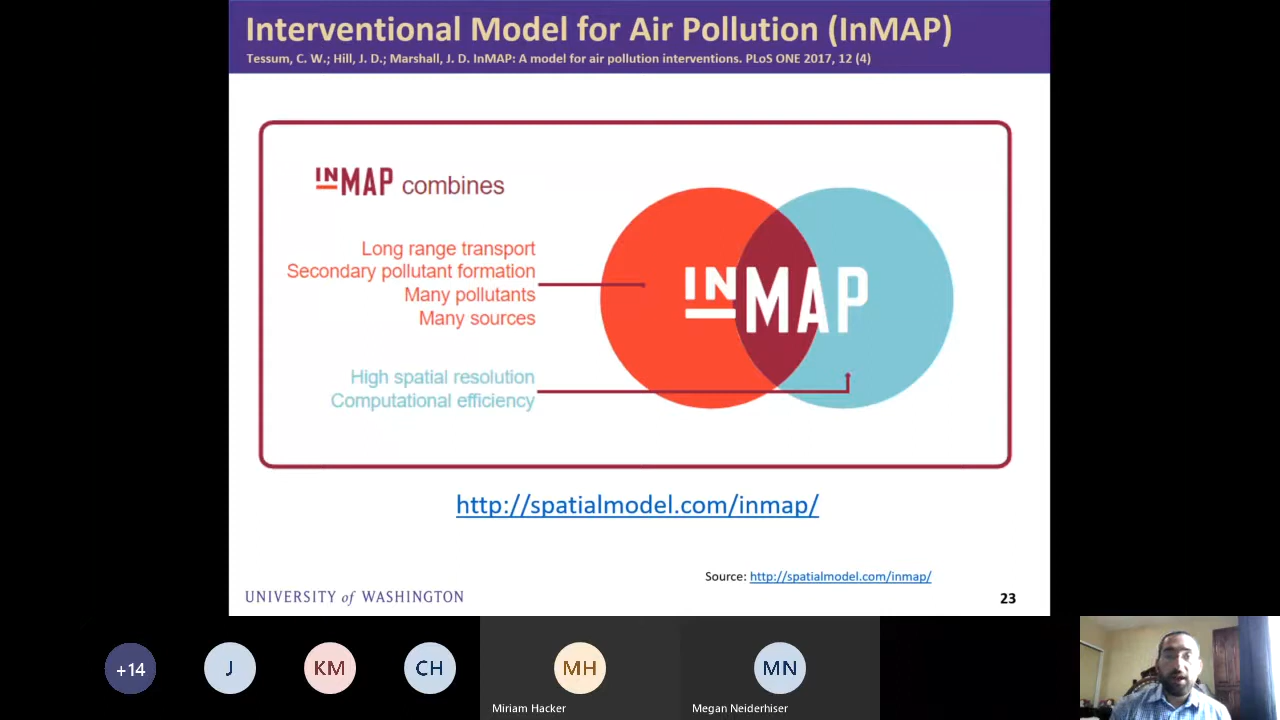 Interventional Model for Air Pollution (InMAP)
Tessum, C. W.; Hill, J. D.; Marshall, J. D. InMAP: A model for air pollution interventions. PLoS ONE 2017, 12 (4)
INMAP combines
Long range transport
Secondary pollutant formation
Many pollutants
Many sources
High spatial resolution
Computational efficiency
INMAP
http://spatialmodel.com/inmap/
Source: http://spatialmodel.com/inmap/
UNIVERSITY of WASHINGTON
23
+14
J
KM
CH
MH
MN
Miriam Hacker
Megan Neiderhiser